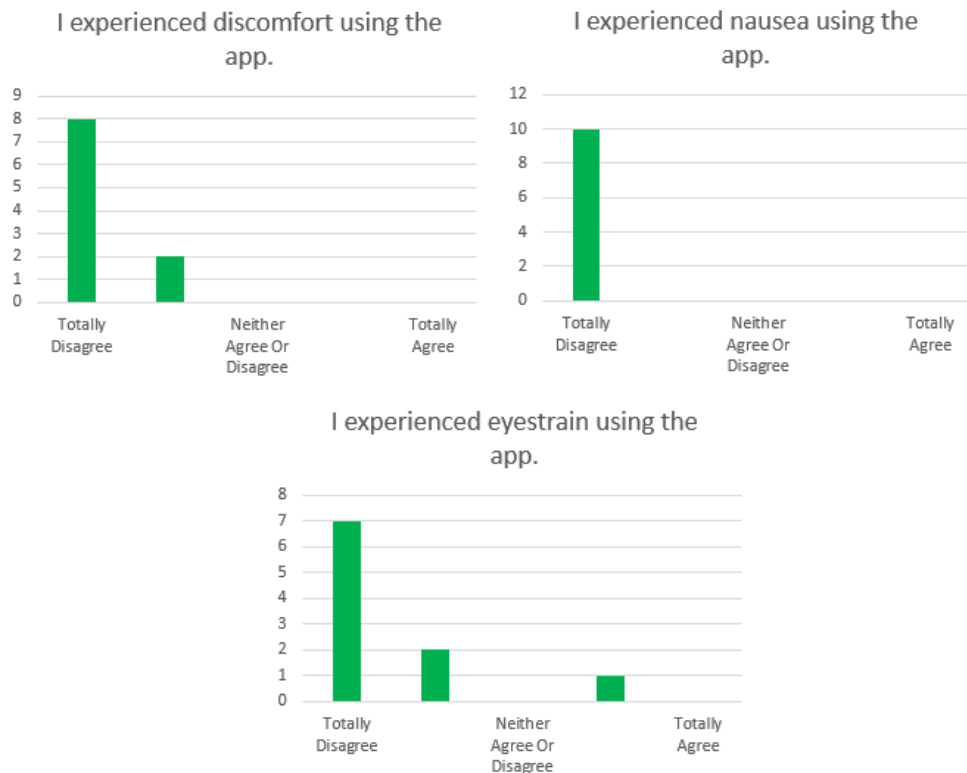 I experienced discomfort using the
app.
9
8
7
6
5
4
3
2
1
0
Totally
Disagree
Neither
Agree Or
Disagree
Totally
Agree
I experienced nausea using the
app.
12
10
8
6
4
2
0
Totally
Disagree
Neither
Agree Or
Disagree
Totally
Agree
I experienced eyestrain using the
app.
8
7
6
5
4
3
2
1
0
Totally
Disagree
Neither
Agree Or
Disagree
Totally
Agree